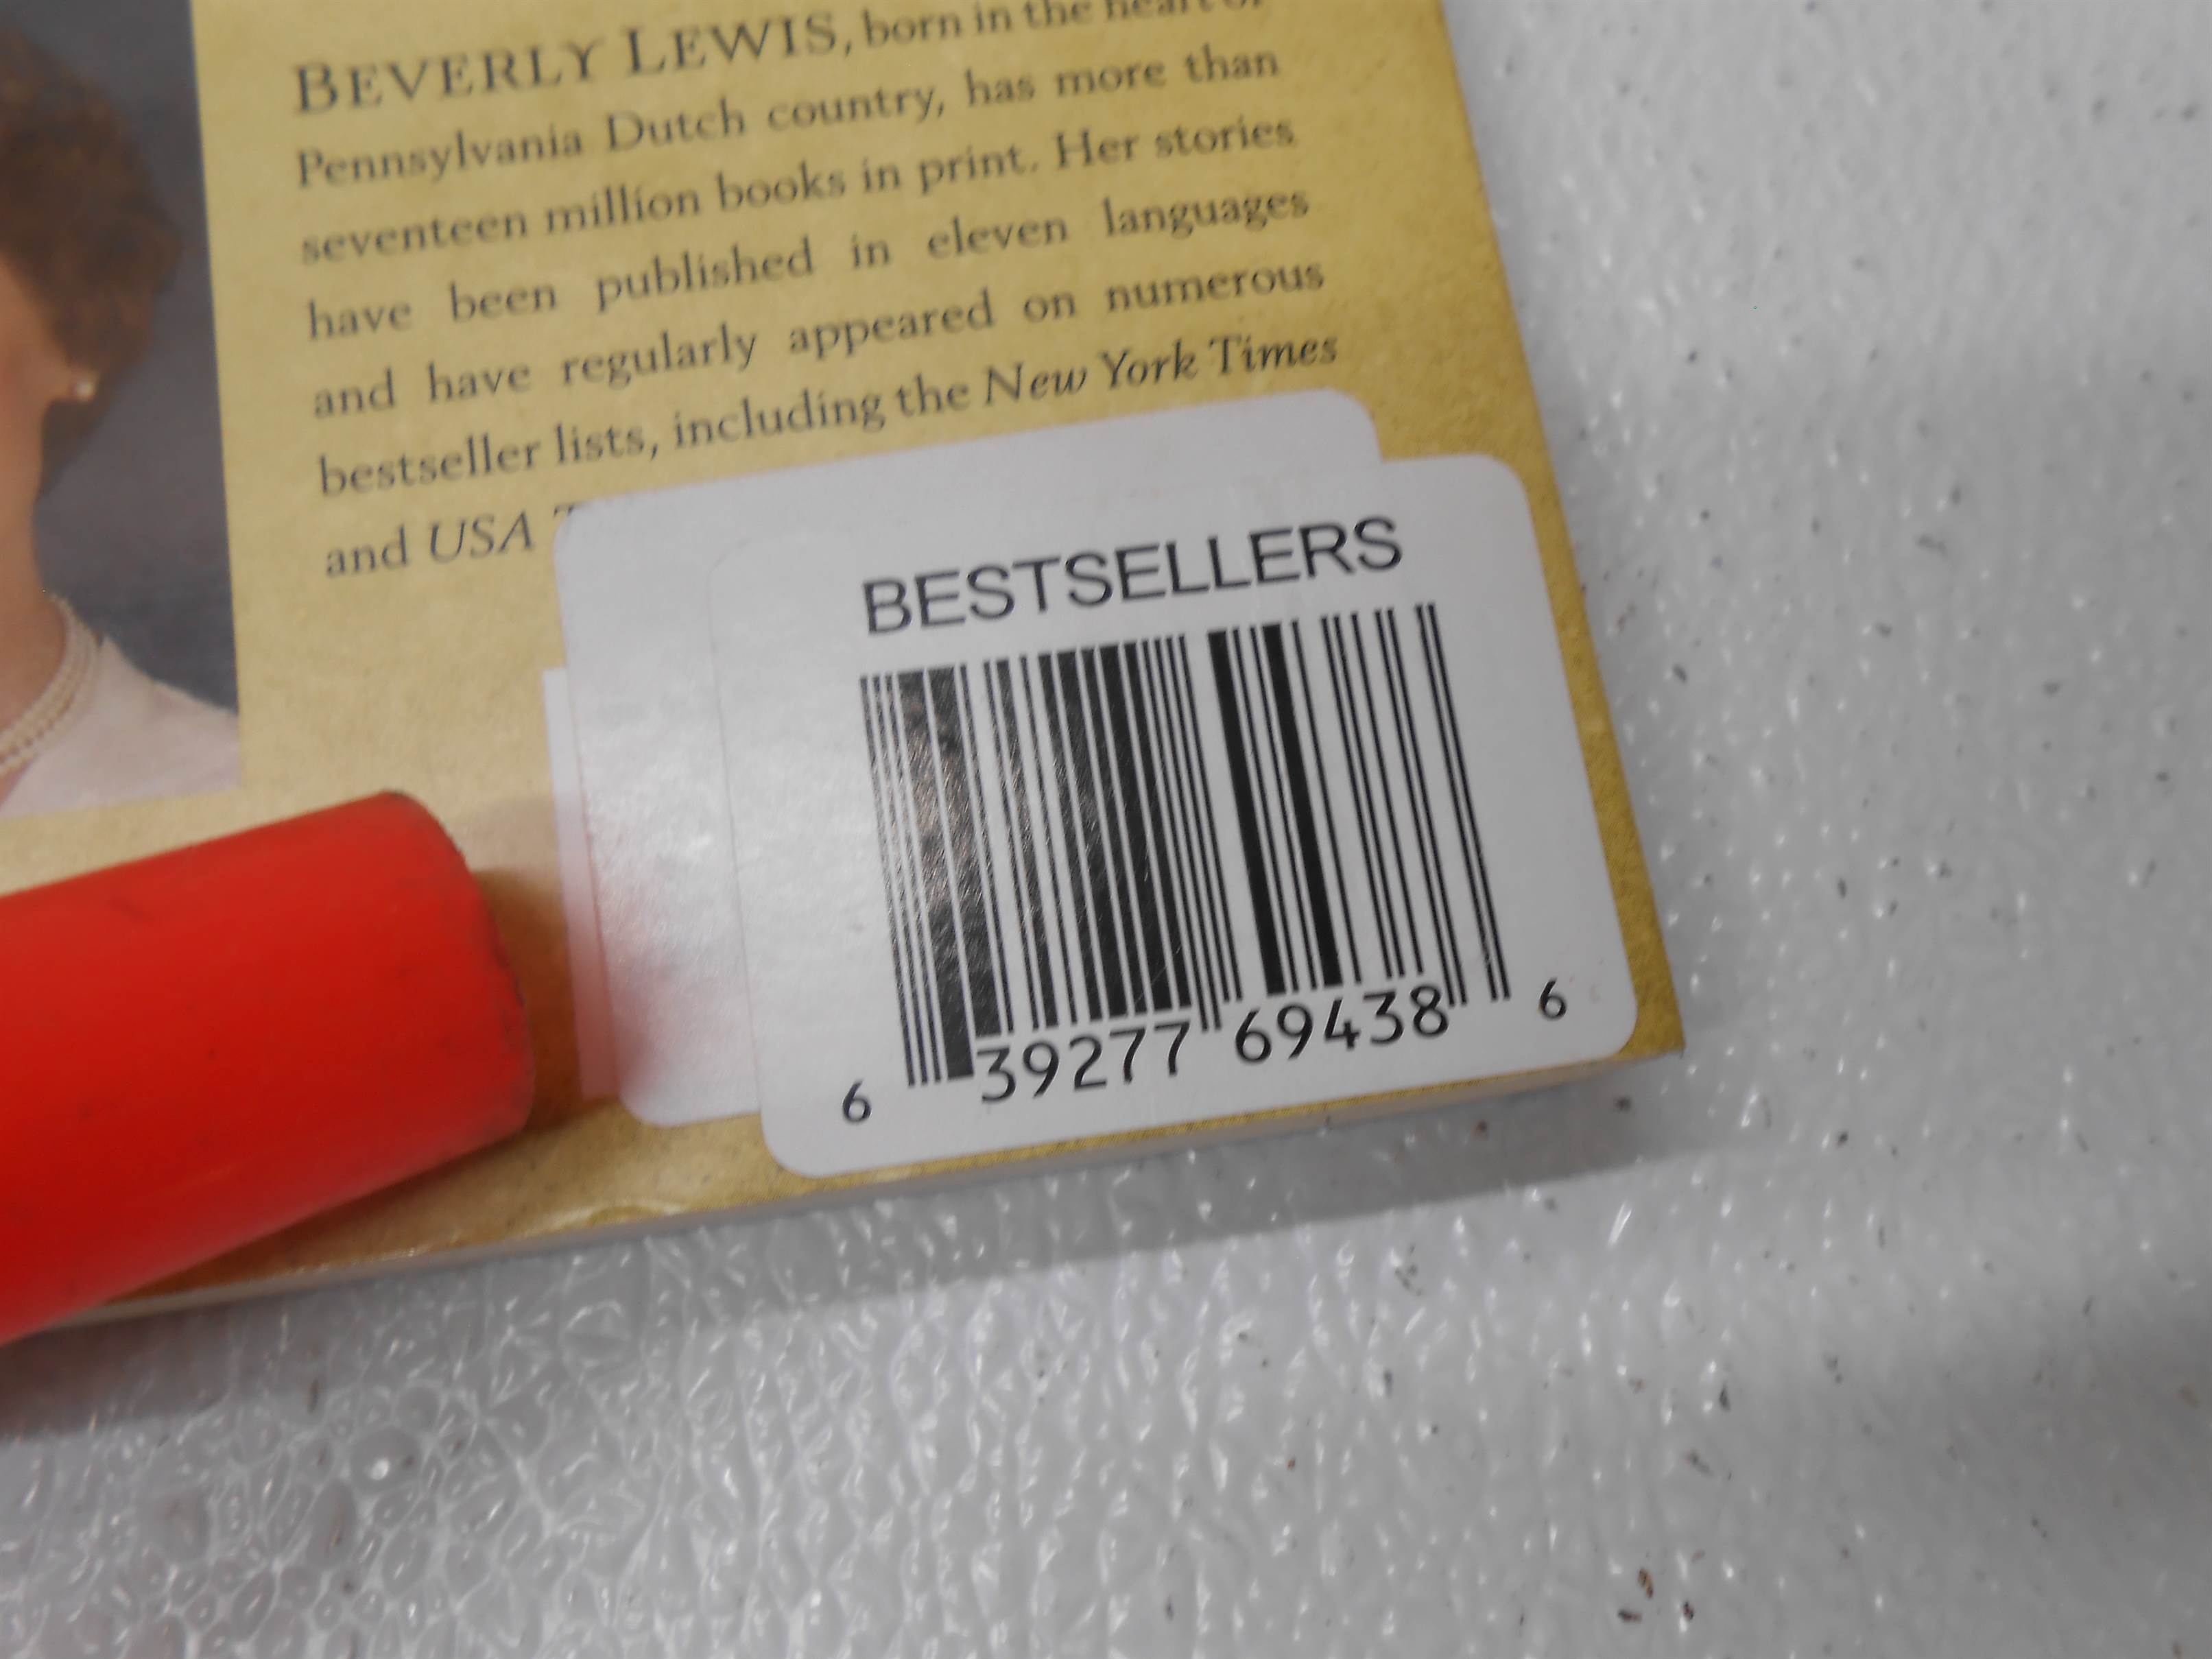 BEVERLY LEWIS, born in the heart of
Pennsylvania Dutch country, has more than
seventeen million books in print. Her stories
have been published in eleven languages
and have regularly appeared on numerous
bestseller lists, including the New York Times
and USA
BESTSELLERS
6 39277 69438 6